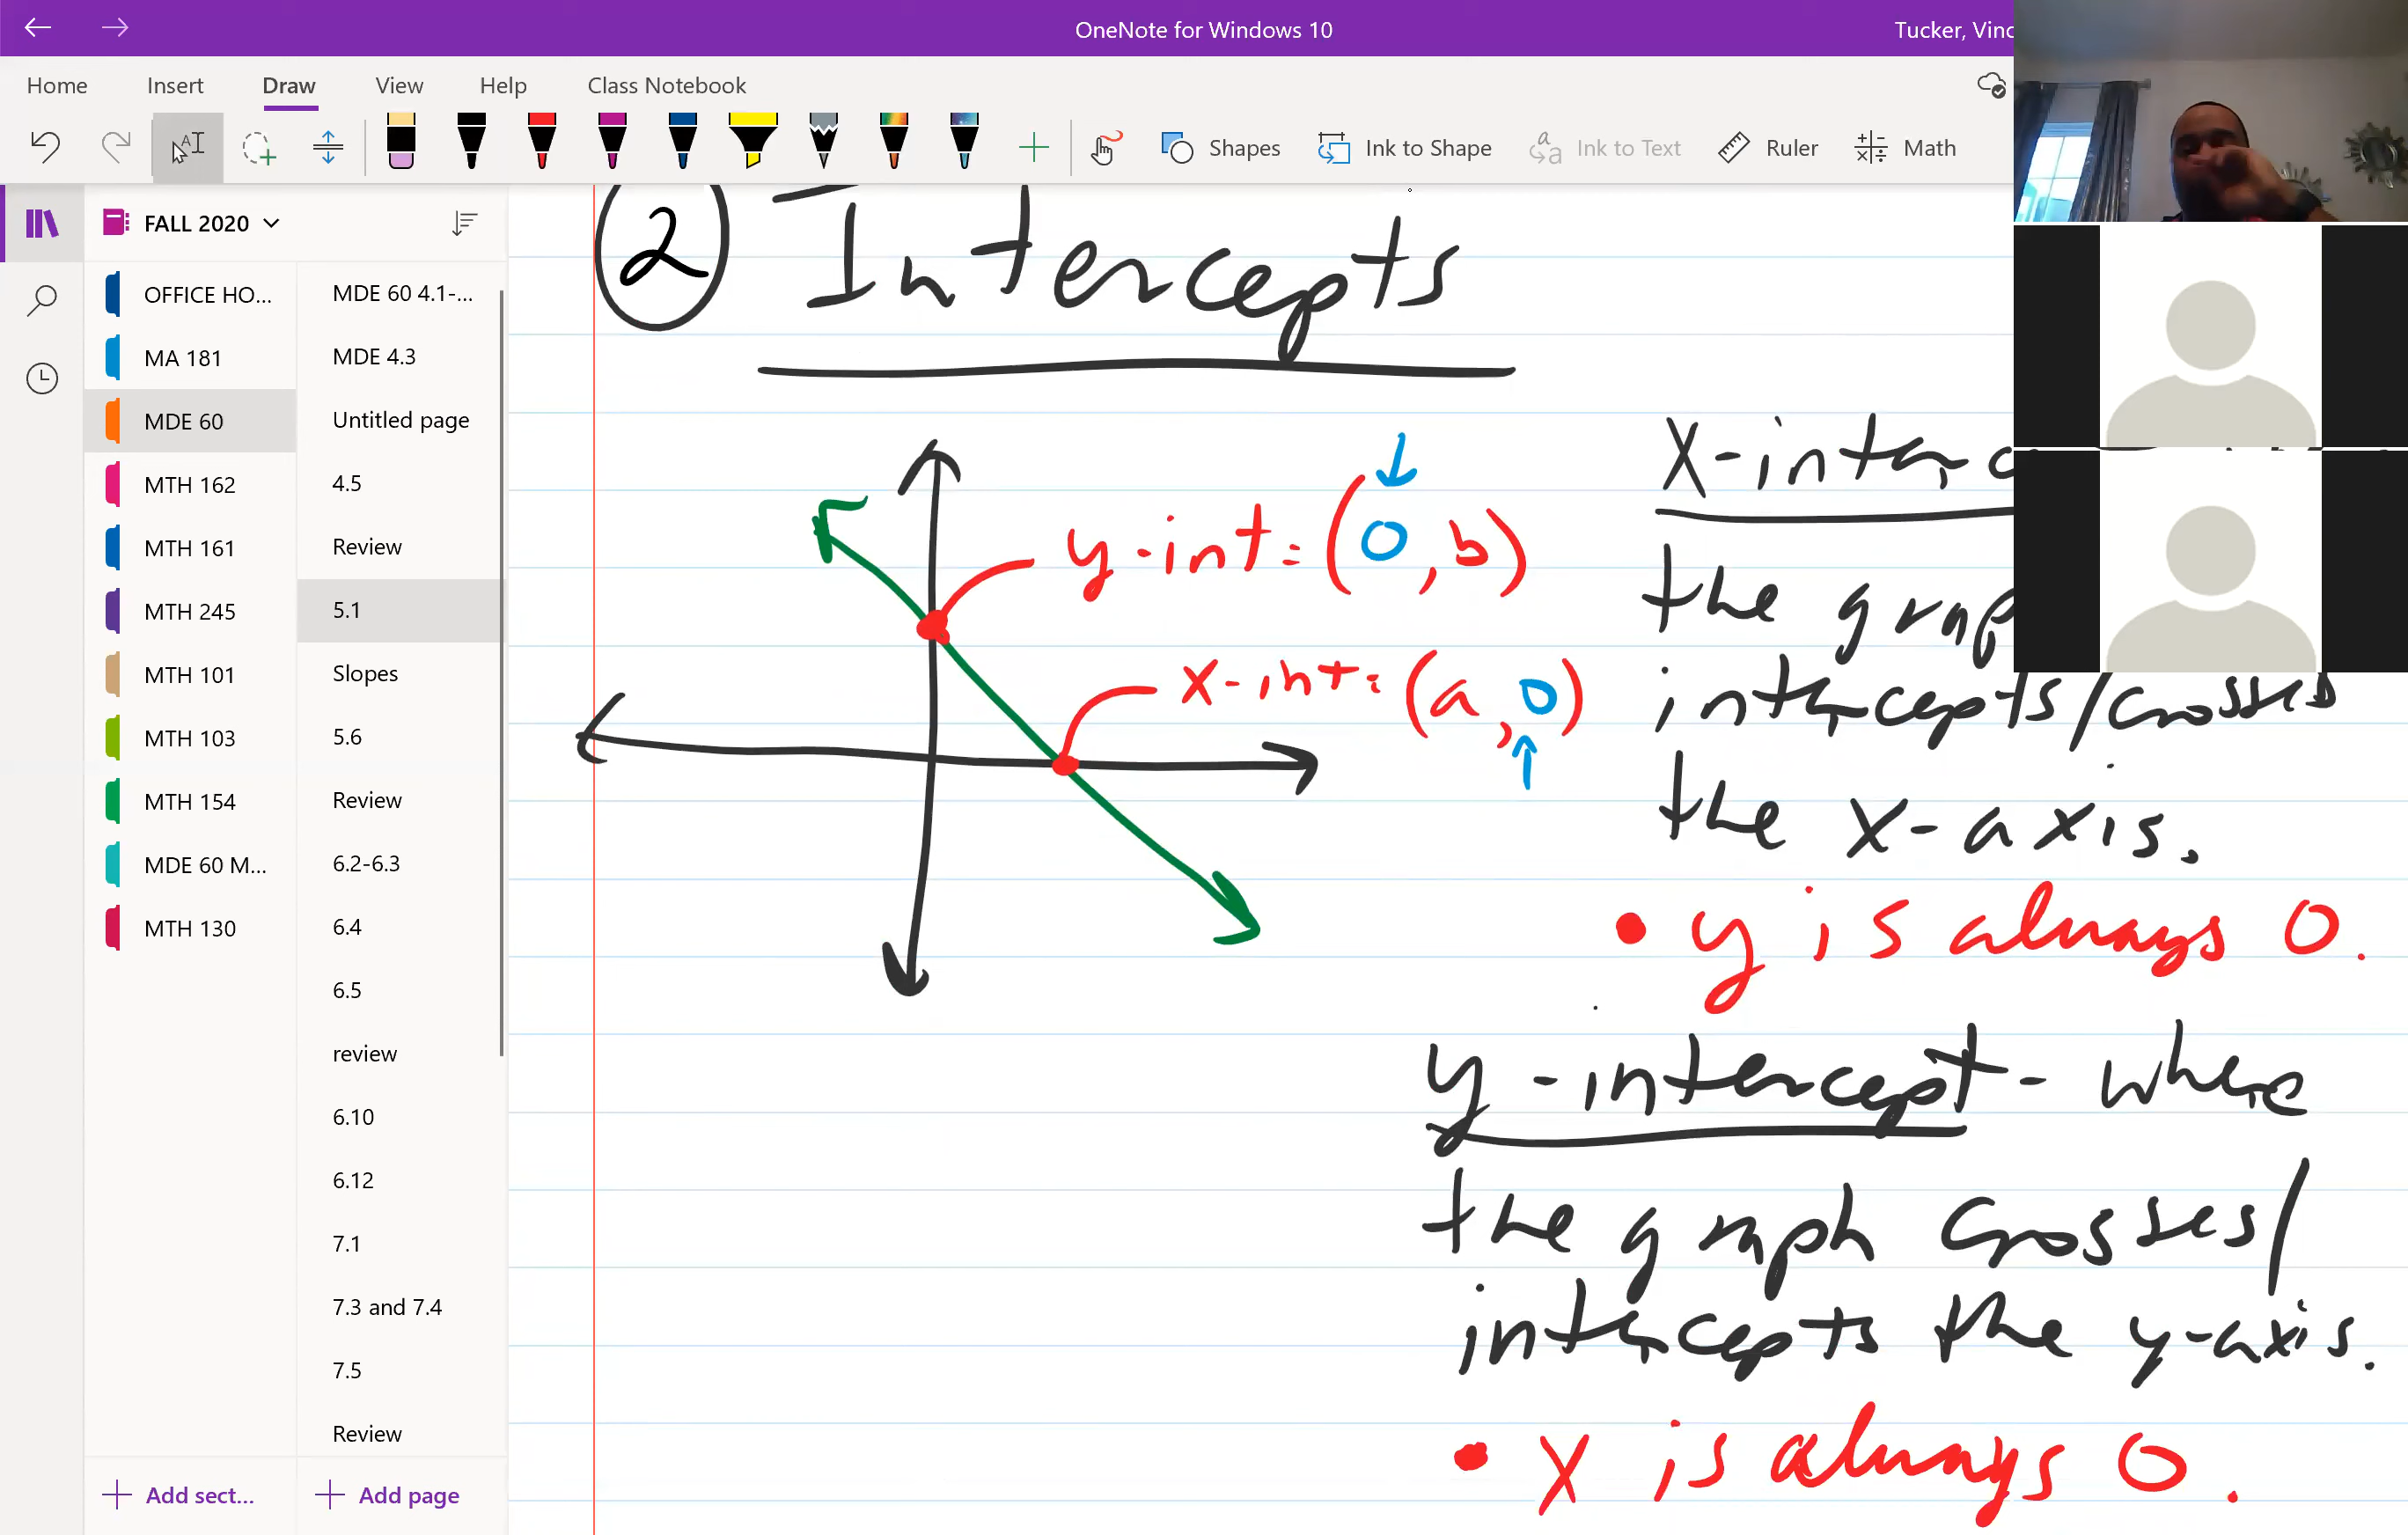 OneNote for Windows 10
Tucker, Vinc
Home Insert Draw View Help Class Notebook
Shapes Ink to Shape Ink to Text Ruler Math
FALL 2020
OFFICE HO...
MA 181
MDE 60
MTH 162
MTH 161
MTH 245
MTH 101
MTH 103
MTH 154
MDE 60 M...
MTH 130
Add sect...
MDE 60 4.1-...
MDE 4.3
Untitled page
4.5
Review
5.1
Slopes
5.6
Review
6.2-6.3
6.4
6.5
review
6.10
6.12
7.1
7.3 and 7.4
7.5
Review
Add page
2 Intercepts
y-int = (0, b)
x-int = (a, 0)
X-interc
the grap
intercepts/crosses
the x-axis.
• y is always 0.
y-intercept - where
the graph crosses/
intercepts the y-axis.
• X is always 0.